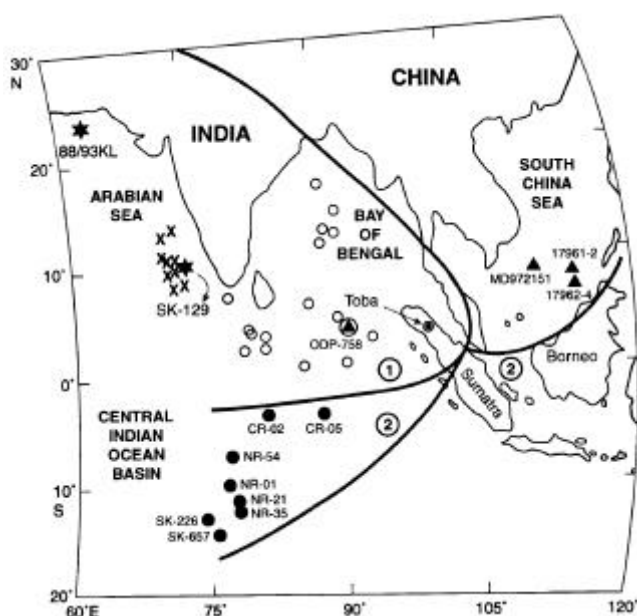 30°
N
CHINA
INDIA
88/93KL
20°
SOUTH
CHINA
SEA
ARABIAN
SEA
BAY
OF
BENGAL
17961-2
10°
MD972151
17962-4
SK-129
Toba
ODP-758
Borneo
1
2
0°
Sumatra
CENTRAL
INDIAN
OCEAN
BASIN
CR-02
CR-05
2
NR-54
NR-01
10°
S
NR-21
SK-226
NR-35
SK-657
20°
60°E
75°
90°
105°
120°